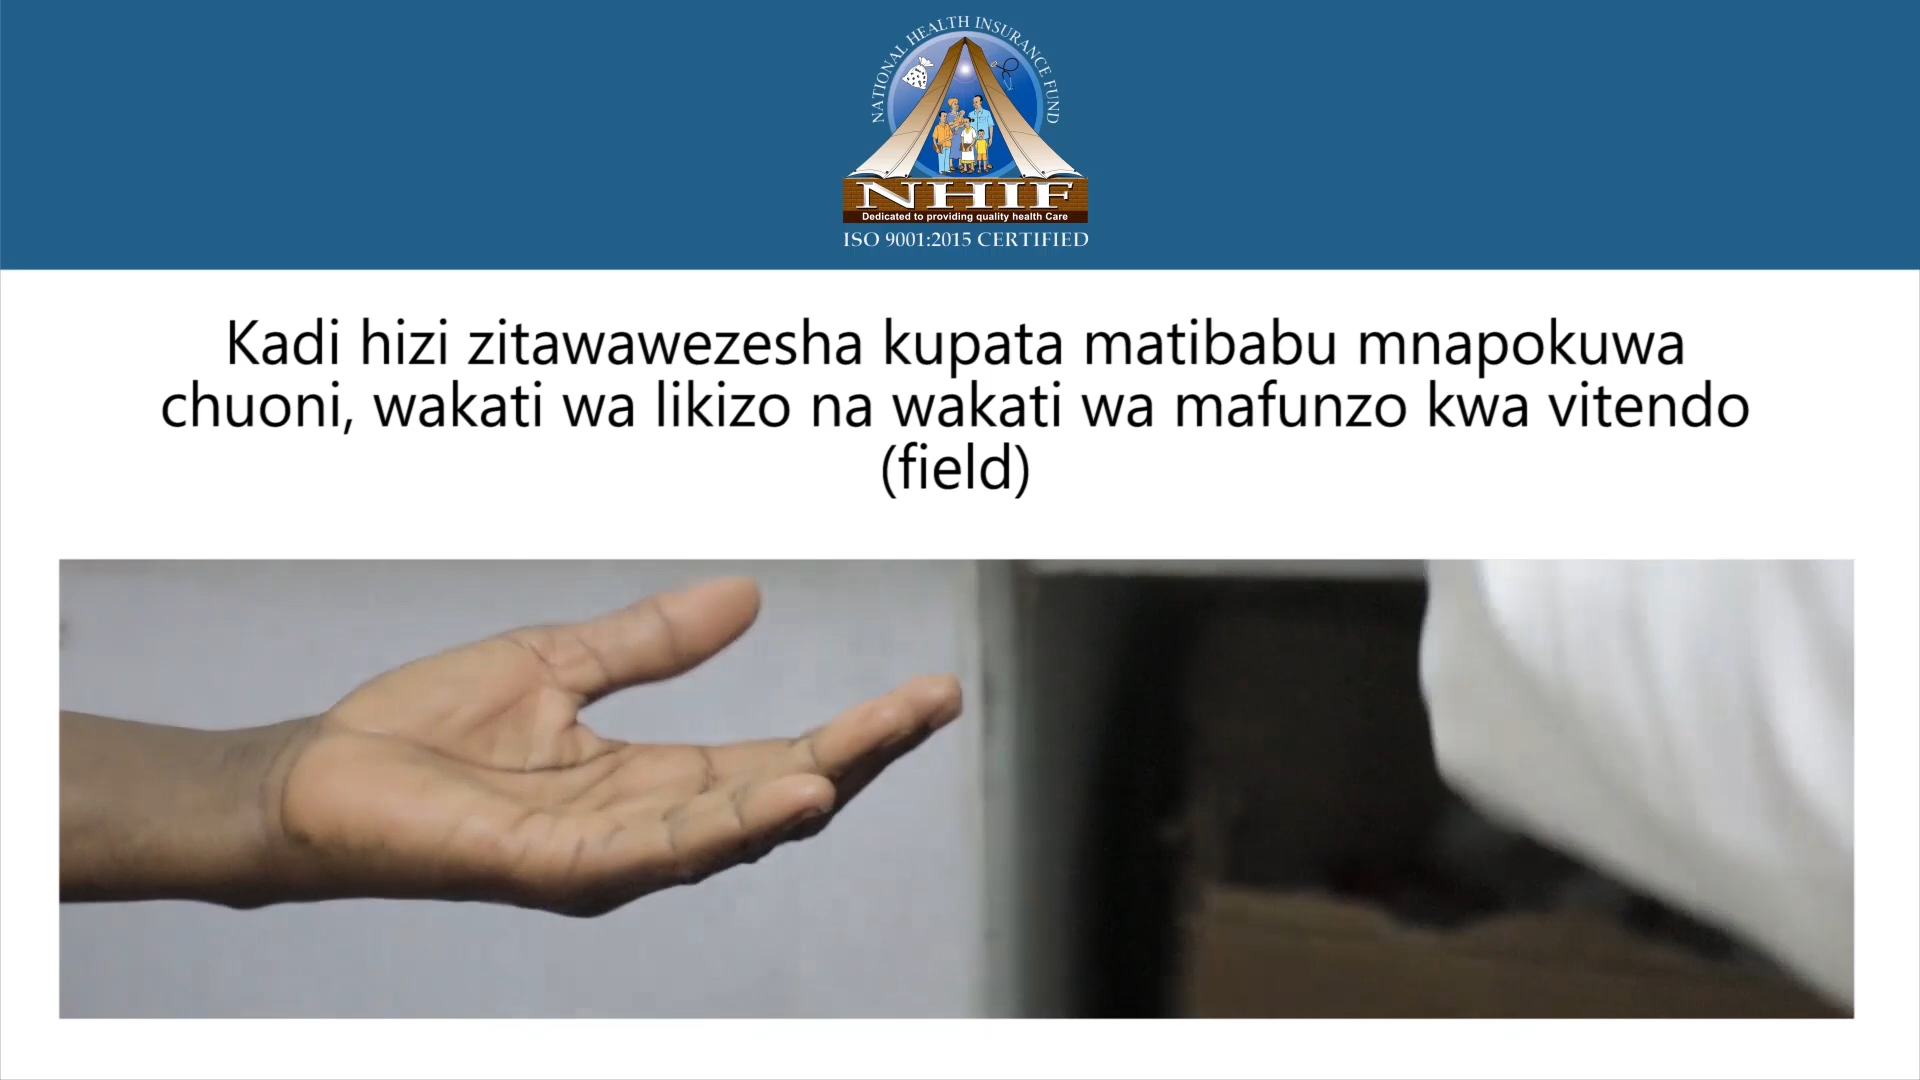 NATIONAL HEALTH INSURANCE FUND
NHIF
Dedicated to providing quality health Care
ISO 9001:2015 CERTIFIED
Kadi hizi zitawawezesha kupata matibabu mnapokuwa
chuoni, wakati wa likizo na wakati wa mafunzo kwa vitendo
(field)